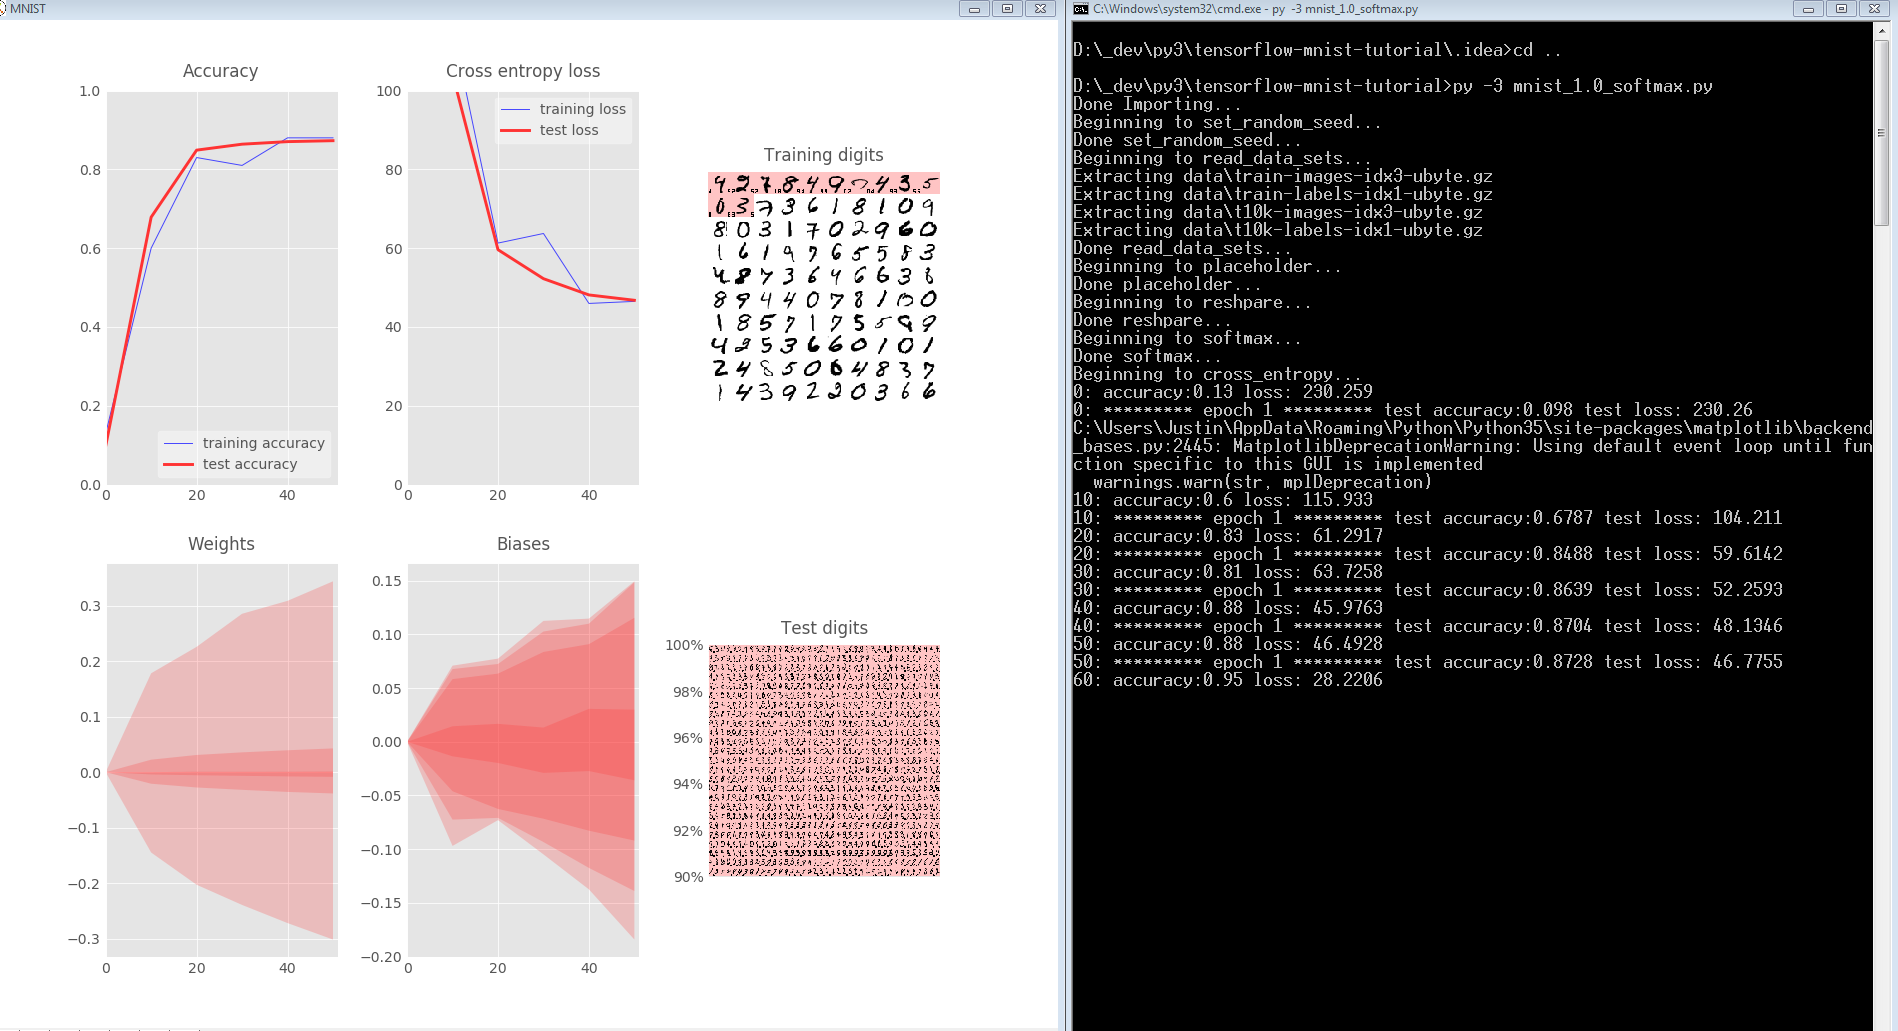 MNIST
Accuracy
1.0
0.8
0.6
0.4
0.2
0.0
0
20
40
training accuracy
test accuracy
Cross entropy loss
100
80
60
40
20
0
0
20
40
training loss
test loss
Training digits
4 2 7 8 4 9 7 4 3 5
0 3 7 3 6 1 8 1 0 9
8 0 3 1 7 0 2 9 6 0
1 6 1 9 7 6 5 5 8 3
4 8 7 3 6 4 6 6 3 8
8 9 4 4 0 7 8 1 0 0
1 8 5 7 1 7 5 5 9 9
4 2 5 3 6 6 0 1 0 1
2 4 8 5 0 6 4 8 3 7
1 4 3 9 2 2 0 3 6 6
Weights
0.3
0.2
0.1
0.0
−0.1
−0.2
−0.3
0
20
40
Biases
0.15
0.10
0.05
0.00
−0.05
−0.10
−0.15
−0.20
0
20
40
Test digits
100%
98%
96%
94%
92%
90%
C:\Windows\system32\cmd.exe - py -3 mnist_1.0_softmax.py
D:\_dev\py3\tensorflow-mnist-tutorial\.idea>cd ..
D:\_dev\py3\tensorflow-mnist-tutorial>py -3 mnist_1.0_softmax.py
Done Importing...
Beginning to set_random_seed...
Done set_random_seed...
Beginning to read_data_sets...
Extracting data\train-images-idx3-ubyte.gz
Extracting data\train-labels-idx1-ubyte.gz
Extracting data\t10k-images-idx3-ubyte.gz
Extracting data\t10k-labels-idx1-ubyte.gz
Done read_data_sets...
Beginning to placeholder...
Done placeholder...
Beginning to reshpare...
Done reshpare...
Beginning to softmax...
Done softmax...
Beginning to cross_entropy...
0: accuracy:0.13 loss: 230.259
0: ********* epoch 1 ********* test accuracy:0.098 test loss: 230.26
C:\Users\Justin\AppData\Roaming\Python\Python35\site-packages\matplotlib\backend
_bases.py:2445: MatplotlibDeprecationWarning: Using default event loop until fun
ction specific to this GUI is implemented
warnings.warn(str, mplDeprecation)
10: accuracy:0.6 loss: 115.933
10: ********* epoch 1 ********* test accuracy:0.6787 test loss: 104.211
20: accuracy:0.83 loss: 61.2917
20: ********* epoch 1 ********* test accuracy:0.8488 test loss: 59.6142
30: accuracy:0.81 loss: 63.7258
30: ********* epoch 1 ********* test accuracy:0.8639 test loss: 52.2593
40: accuracy:0.88 loss: 45.9763
40: ********* epoch 1 ********* test accuracy:0.8704 test loss: 48.1346
50: accuracy:0.88 loss: 46.4928
50: ********* epoch 1 ********* test accuracy:0.8728 test loss: 46.7755
60: accuracy:0.95 loss: 28.2206